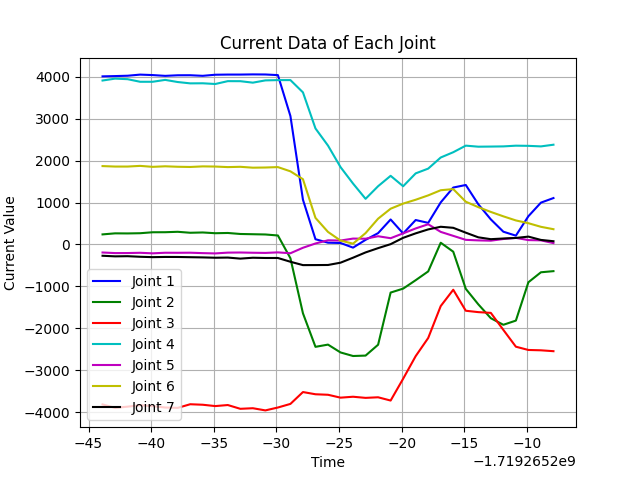 Current Data of Each Joint
Current Value
4000
3000
2000
1000
0
−1000
−2000
−3000
−4000
Joint 1
Joint 2
Joint 3
Joint 4
Joint 5
Joint 6
Joint 7
−45 −40 −35 −30 −25 −20 −15 −10
Time
−1.7192652e9